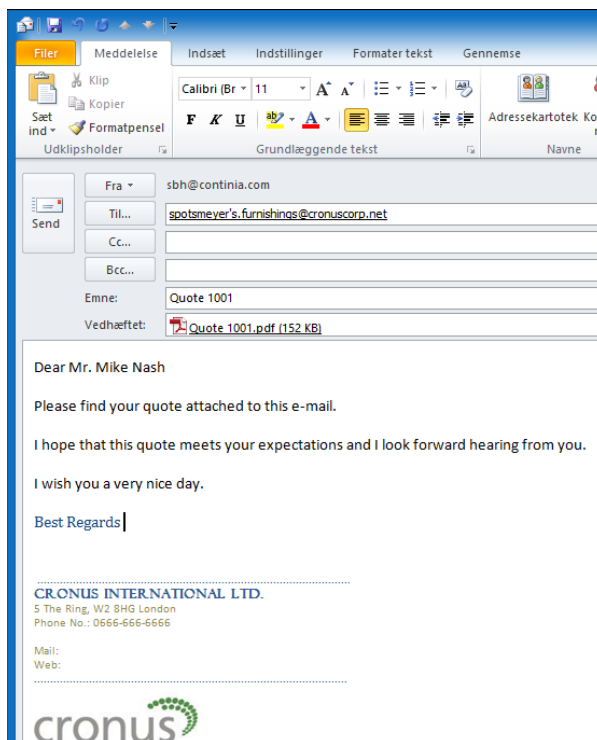 Filer Meddelelse Indsæt Indstillinger Formater tekst Gennemse
Klip
Kopier
Formatpensel
Sæt
ind
Udklipsholder
Calibri (Br 11
F K U
Grundlæggende tekst
Adressekartotek
Navne
Send
Fra sbh@continia.com
Til... spotsmeyer's.furnishings@cronuscorp.net
Cc...
Bcc...
Emne: Quote 1001
Vedhæftet: Quote 1001.pdf (152 KB)
Dear Mr. Mike Nash
Please find your quote attached to this e-mail.
I hope that this quote meets your expectations and I look forward hearing from you.
I wish you a very nice day.
Best Regards
CRONUS INTERNATIONAL LTD.
5 The Ring, W2 8HG London
Phone No.: 0666-666-6666
Mail:
Web:
cronus